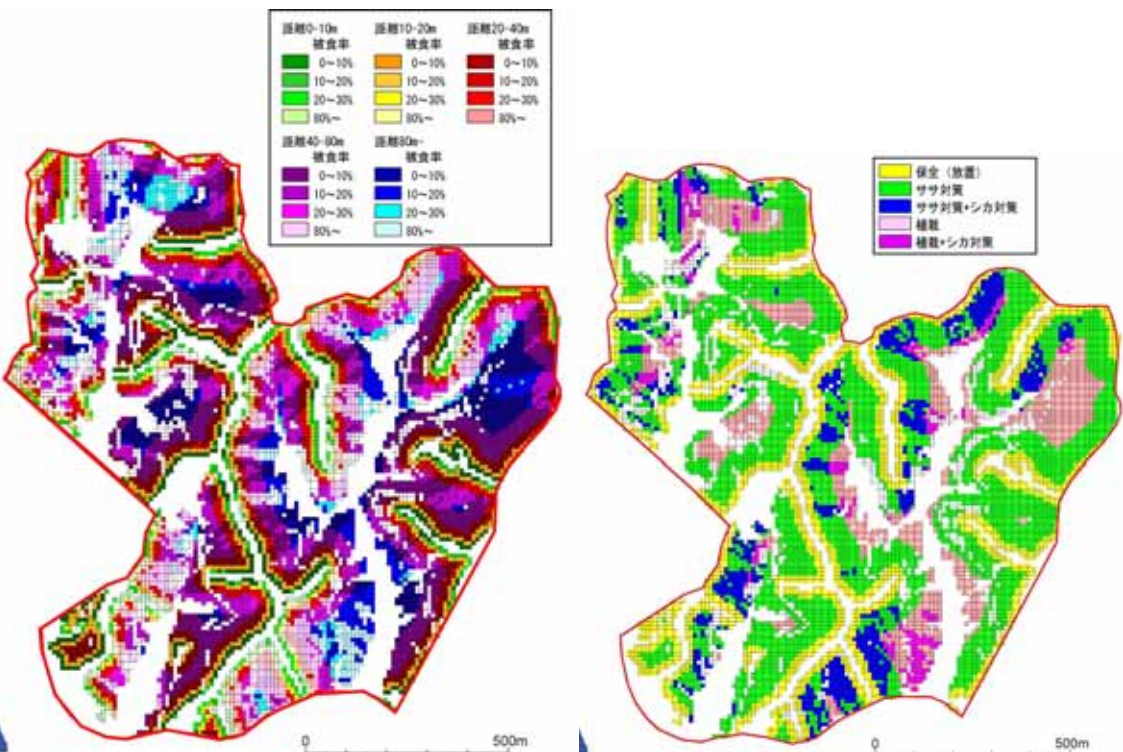 距離0-10m 距離10-20m 距離20-40m
被食率 被食率 被食率
0～10% 0～10% 0～10%
10～20% 10～20% 10～20%
20～30% 20～30% 20～30%
80%～ 80%～ 80%～
距離40-80m 距離80m-
被食率 被食率
0～10% 0～10%
10～20% 10～20%
20～30% 20～30%
80%～ 80%～
0 500m
保全（放置）
ササ対策
ササ対策+シカ対策
植栽
植栽+シカ対策
0 500m